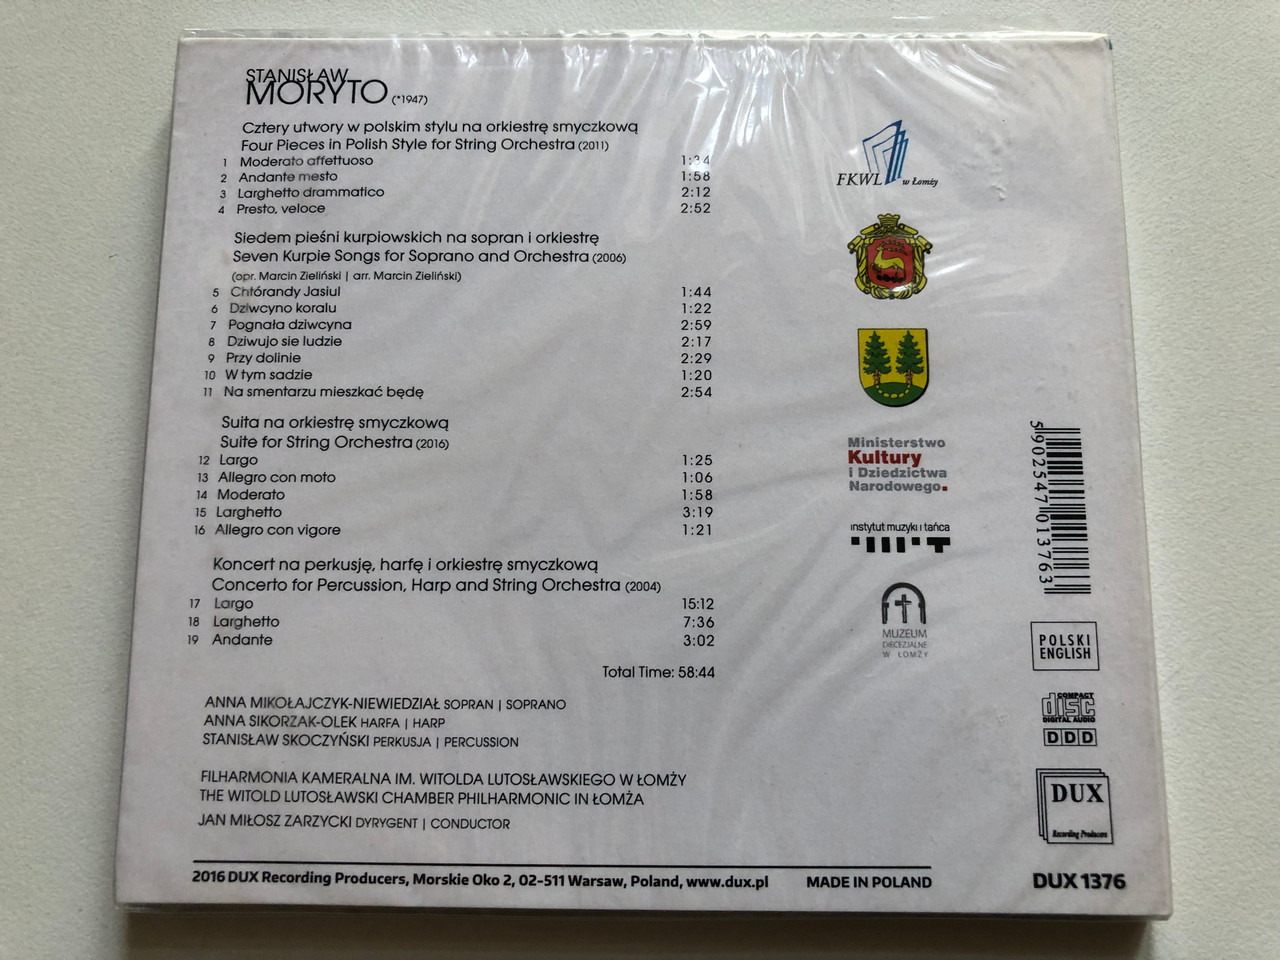 STANISŁAW
MORYTO (*1947)
Cztery utwory w polskim stylu na orkiestrę smyczkową
Four Pieces in Polish Style for String Orchestra (2011)
1 Moderato affettuoso 1:34
2 Andante mesto 1:58
3 Larghetto drammatico 2:12
4 Presto, veloce 2:52
Siedem pieśni kurpiowskich na sopran i orkiestrę
Seven Kurpie Songs for Soprano and Orchestra (2006)
(opr. Marcin Zieliński | arr. Marcin Zieliński)
5 Chtórandy Jasiul 1:44
6 Dziwcyno koralu 1:22
7 Pognała dziwcyna 2:59
8 Dziwujo sie ludzie 2:17
9 Przy dolinie 2:29
10 W tym sadzie 1:20
11 Na smentarzu mieszkać będę 2:54
Suita na orkiestrę smyczkową
Suite for String Orchestra (2016)
12 Largo 1:25
13 Allegro con moto 1:06
14 Moderato 1:58
15 Larghetto 3:19
16 Allegro con vigore 1:21
Koncert na perkusję, harfę i orkiestrę smyczkową
Concerto for Percussion, Harp and String Orchestra (2004)
17 Largo 15:12
18 Larghetto 7:36
19 Andante 3:02
Total Time: 58:44
ANNA MIKOŁAJCZYK-NIEWIEDZIAŁ SOPRAN | SOPRANO
ANNA SIKORZAK-OLEK HARFA | HARP
STANISŁAW SKOCZYŃSKI PERKUSJA | PERCUSSION
FILHARMONIA KAMERALNA IM. WITOLDA LUTOSŁAWSKIEGO W ŁOMŻY
THE WITOLD LUTOSŁAWSKI CHAMBER PHILHARMONIC IN ŁOMŻA
JAN MIŁOSZ ZARZYCKI DYRYGENT | CONDUCTOR
2016 DUX Recording Producers, Morskie Oko 2, 02-511 Warsaw, Poland, www.dux.pl MADE IN POLAND
FKWL w Łomży
Ministerstwo
Kultury
i Dziedzictwa
Narodowego.
instytut muzyki i tańca
MUZEUM
DIECEZJALNE
W ŁOMŻY
5 902547 013763
POLSKI
ENGLISH
COMPACT
disc
DIGITAL AUDIO
DDD
DUX
Recording Producers
DUX 1376